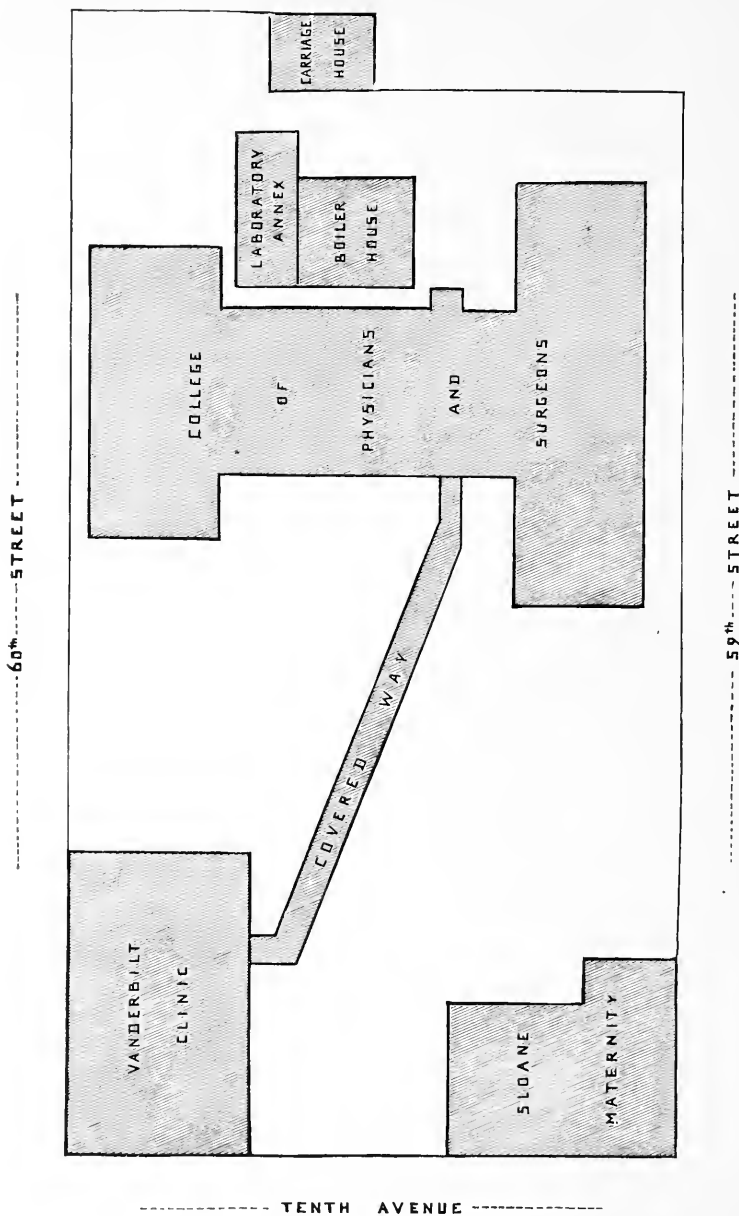 60th STREET
CARRIAGE
HOUSE
LABORATORY
ANNEX
BOILER
HOUSE
COLLEGE
OF
PHYSICIANS
AND
SURGEONS
COVERED WAY
VANDERBILT
CLINIC
SLOANE
MATERNITY
59th STREET
TENTH AVENUE